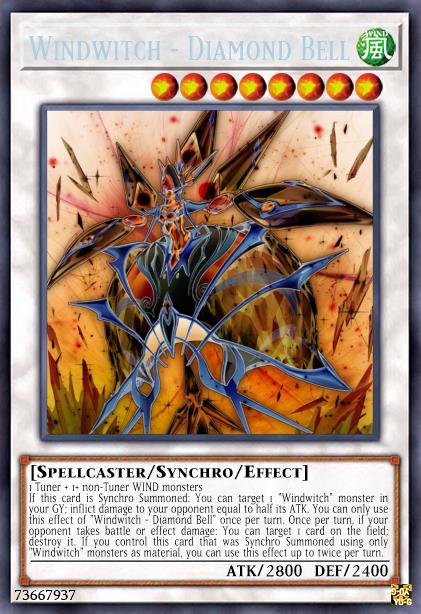 Windwitch - Diamond Bell
WIND
風
[Spellcaster/Synchro/Effect]
1 Tuner + 1+ non-Tuner WIND monsters
If this card is Synchro Summoned: You can target 1 "Windwitch" monster in
your GY; inflict damage to your opponent equal to half its ATK. You can only use
this effect of "Windwitch - Diamond Bell" once per turn. Once per turn, if your
opponent takes battle or effect damage: You can target 1 card on the field;
destroy it. If you control this card that was Synchro Summoned using only
"Windwitch" monsters as material, you can use this effect up to twice per turn.
ATK/2800 DEF/2400
73667937